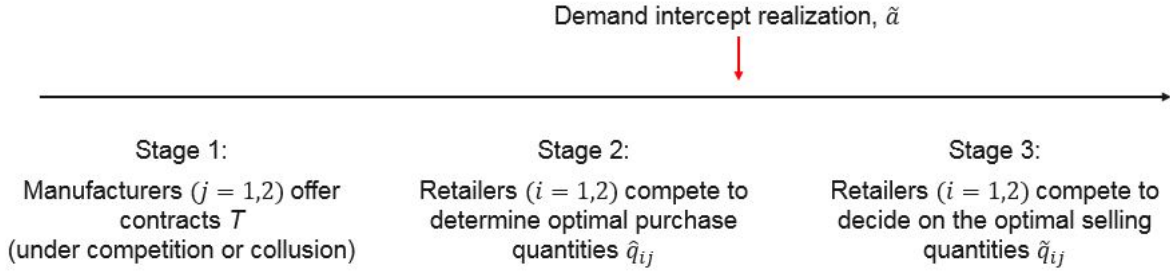 Demand intercept realization, ã
Stage 1:
Manufacturers (j = 1,2) offer
contracts T
(under competition or collusion)
Stage 2:
Retailers (i = 1,2) compete to
determine optimal purchase
quantities q̂ᵢⱼ
Stage 3:
Retailers (i = 1,2) compete to
decide on the optimal selling
quantities q̃ᵢⱼ